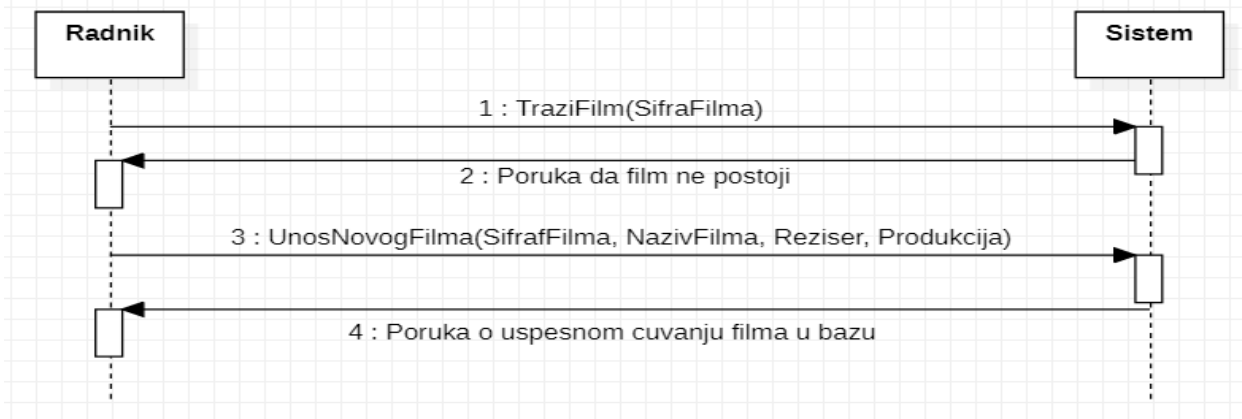 Radnik
Sistem
1 : TraziFilm(SifraFilma)
2 : Poruka da film ne postoji
3 : UnosNovogFilma(SifrafFilma, NazivFilma, Reziser, Produkcija)
4 : Poruka o uspesnom cuvanju filma u bazu